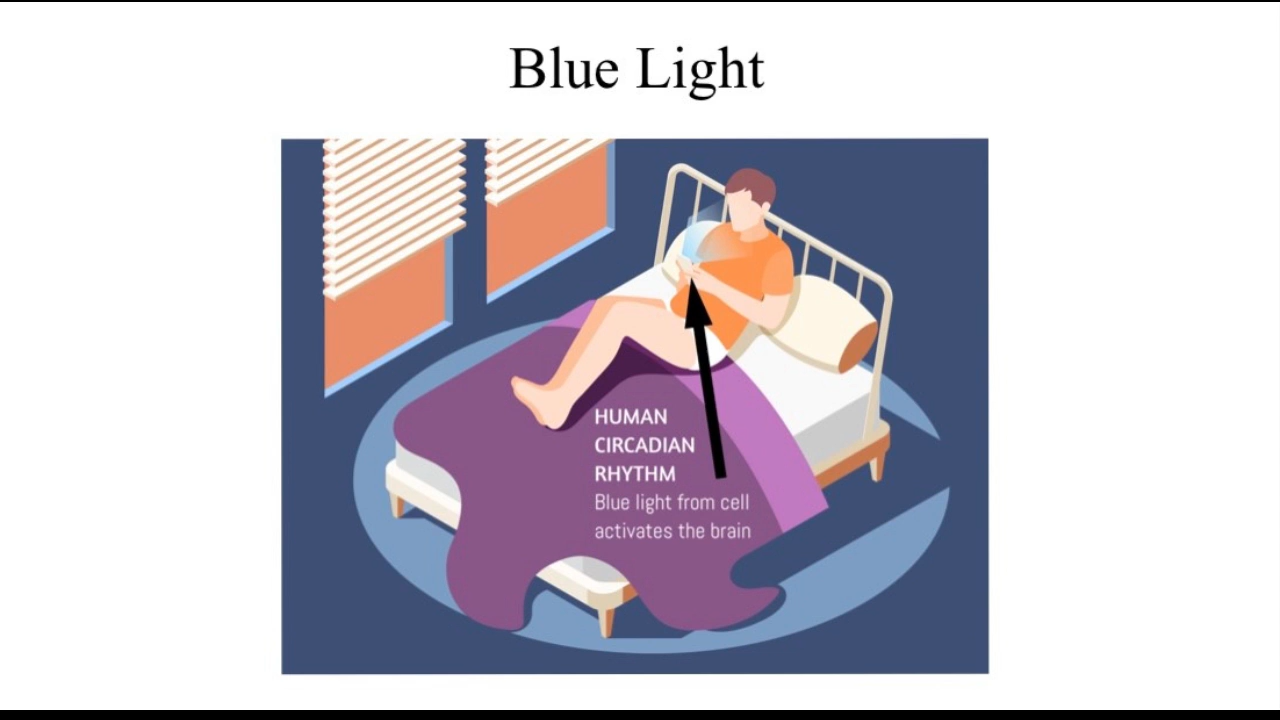 Blue Light
HUMAN
CIRCADIAN
RHYTHM
Blue light from cell
activates the brain